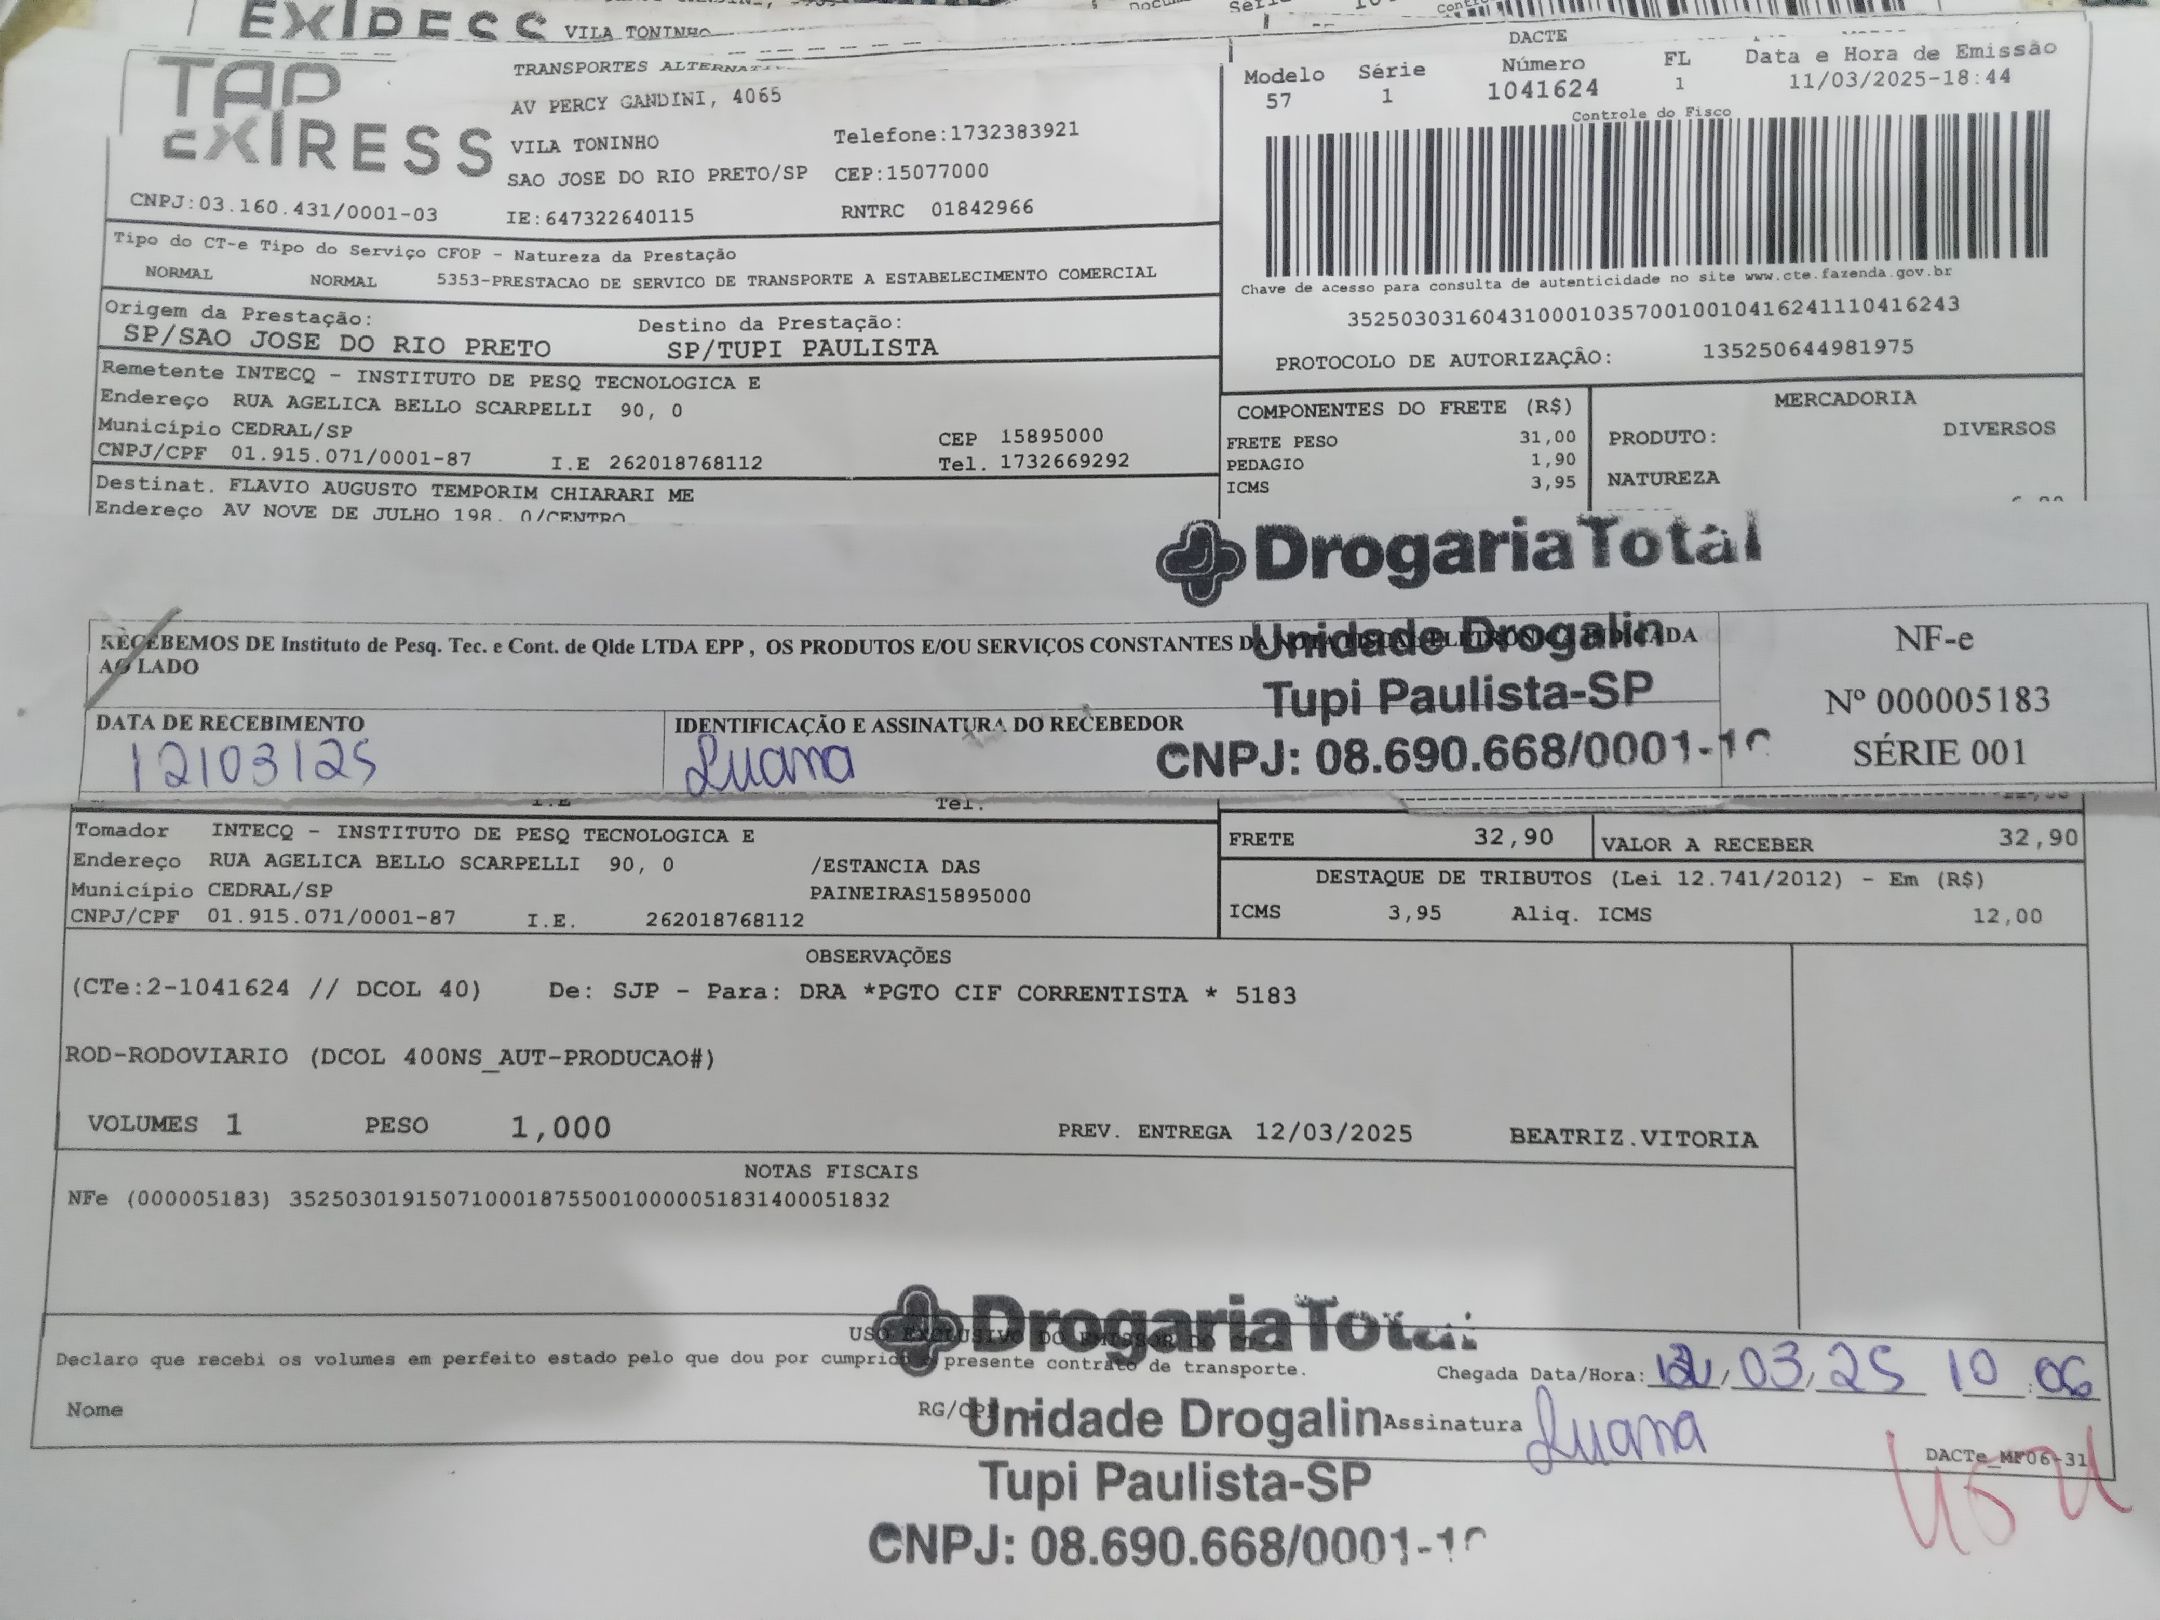 EXPRESS VILA TONINHO
TAP EXPRESS
TRANSPORTES
AV PERCY GANDINI, 4065
VILA TONINHO Telefone:1732383921
SAO JOSE DO RIO PRETO/SP CEP:15077000
CNPJ:03.160.431/0001-03 IE:647322640115 RNTRC 01842966
DACTE
Modelo Série Número FL Data e Hora de Emissão
57 1 1041624 1 11/03/2025-18:44
Controle do Fisco
Chave de acesso para consulta de autenticidade no site www.cte.fazenda.gov.br
35250303160431000103570010010416241110416243
PROTOCOLO DE AUTORIZAÇÃO: 135250644981975
Tipo do CT-e Tipo do Serviço CFOP - Natureza da Prestação
NORMAL NORMAL 5353-PRESTACAO DE SERVICO DE TRANSPORTE A ESTABELECIMENTO COMERCIAL
Origem da Prestação: Destino da Prestação:
SP/SAO JOSE DO RIO PRETO SP/TUPI PAULISTA
Remetente INTECQ - INSTITUTO DE PESQ TECNOLOGICA E
Endereço RUA AGELICA BELLO SCARPELLI 90, 0
Município CEDRAL/SP CEP 15895000
CNPJ/CPF 01.915.071/0001-87 I.E 262018768112 Tel. 1732669292
Destinat. FLAVIO AUGUSTO TEMPORIM CHIARARI ME
Endereço AV NOVE DE JULHO 198, 0/CENTRO
COMPONENTES DO FRETE (R$) MERCADORIA
FRETE PESO 31,00 PRODUTO: DIVERSOS
PEDAGIO 1,90
ICMS 3,95 NATUREZA
DrogariaTotal
Unidade Drogalin
Tupi Paulista-SP
CNPJ: 08.690.668/0001-
RECEBEMOS DE Instituto de Pesq. Tec. e Cont. de Qlde LTDA EPP , OS PRODUTOS E/OU SERVIÇOS CONSTANTES DA NOTA FISCAL ELETRÔNICA INDICADA
AO LADO
DATA DE RECEBIMENTO IDENTIFICAÇÃO E ASSINATURA DO RECEBEDOR
12/03/25 Luana
NF-e
Nº 000005183
SÉRIE 001
I.E Tel.
Tomador INTECQ - INSTITUTO DE PESQ TECNOLOGICA E
Endereço RUA AGELICA BELLO SCARPELLI 90, 0 /ESTANCIA DAS
Município CEDRAL/SP PAINEIRAS15895000
CNPJ/CPF 01.915.071/0001-87 I.E. 262018768112
FRETE 32,90 VALOR A RECEBER 32,90
DESTAQUE DE TRIBUTOS (Lei 12.741/2012) - Em (R$)
ICMS 3,95 Aliq. ICMS 12,00
OBSERVAÇÕES
(CTe:2-1041624 // DCOL 40) De: SJP - Para: DRA *PGTO CIF CORRENTISTA * 5183
ROD-RODOVIARIO (DCOL 400NS_AUT-PRODUCAO#)
VOLUMES 1 PESO 1,000 PREV. ENTREGA 12/03/2025 BEATRIZ.VITORIA
NOTAS FISCAIS
NFe (000005183) 35250301915071000187550010000051831400051832
DrogariaTotal
USO EXCLUSIVO DO EMISSOR DO
Declaro que recebi os volumes em perfeito estado pelo que dou por cumprido o presente contrato de transporte.
Chegada Data/Hora: 12/03/25 10:06
Nome RG/CPF Assinatura Luana
Unidade Drogalin
Tupi Paulista-SP
CNPJ: 08.690.668/0001-
DACTe_MF06-31